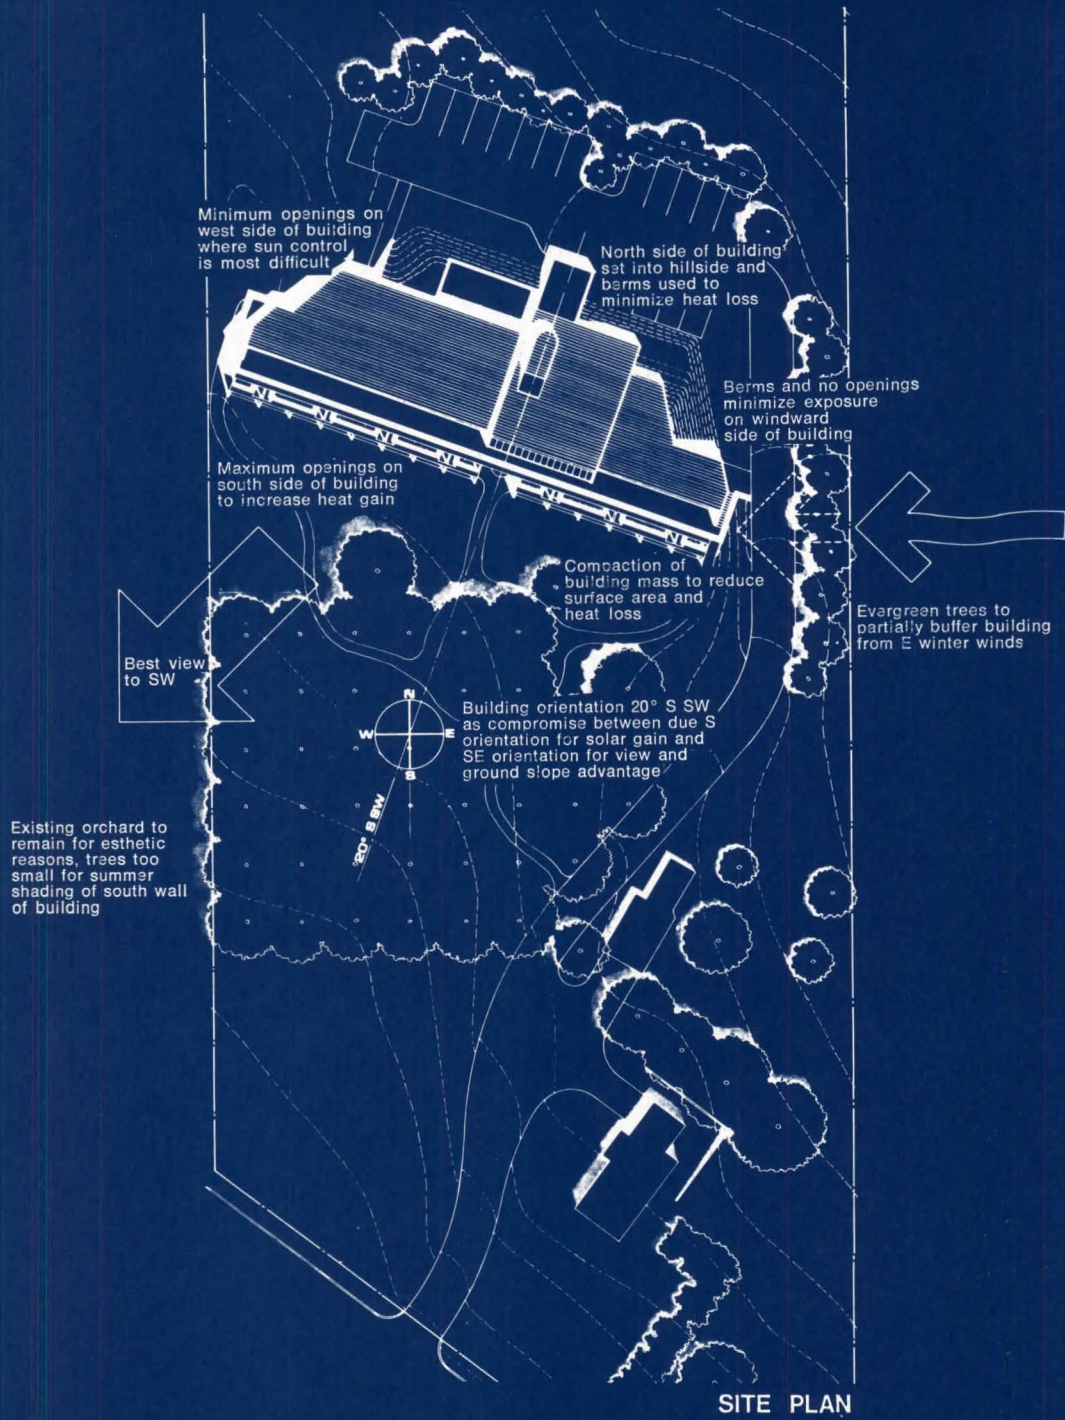 Minimum openings on
west side of building
where sun control
is most difficult
North side of building
set into hillside and
berms used to
minimize heat loss
Berms and no openings
minimize exposure
on windward
side of building
Maximum openings on
south side of building
to increase heat gain
Compaction of
building mass to reduce
surface area and
heat loss
Evergreen trees to
partially buffer building
from E winter winds
Best view
to SW
Building orientation 20° S SW
as compromise between due S
orientation for solar gain and
SE orientation for view and
ground slope advantage
N
W
E
S
20° S SW
Existing orchard to
remain for esthetic
reasons, trees too
small for summer
shading of south wall
of building
SITE PLAN